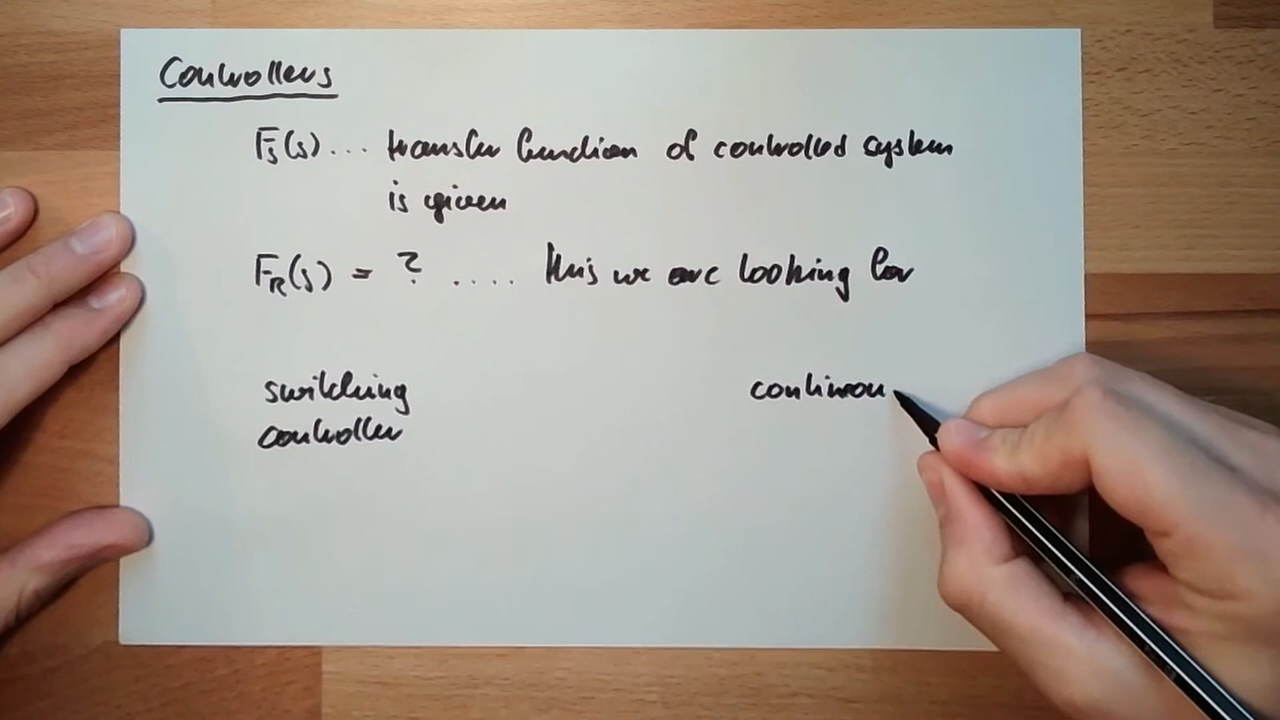 Controllers
F_S(s) ... transfer function of controlled system
is given
F_R(s) = ? .... this we are looking for
switching
controller
continuou